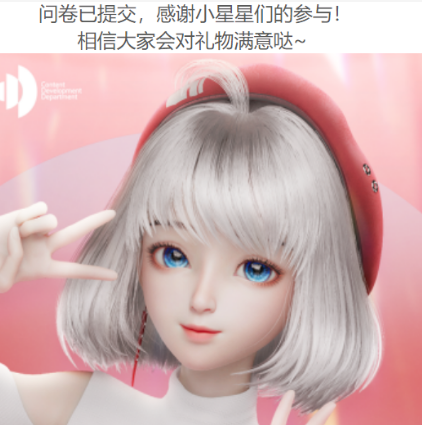 问卷已提交，感谢小星星们的参与！
相信大家会对礼物满意哒~
Content
Development
Department